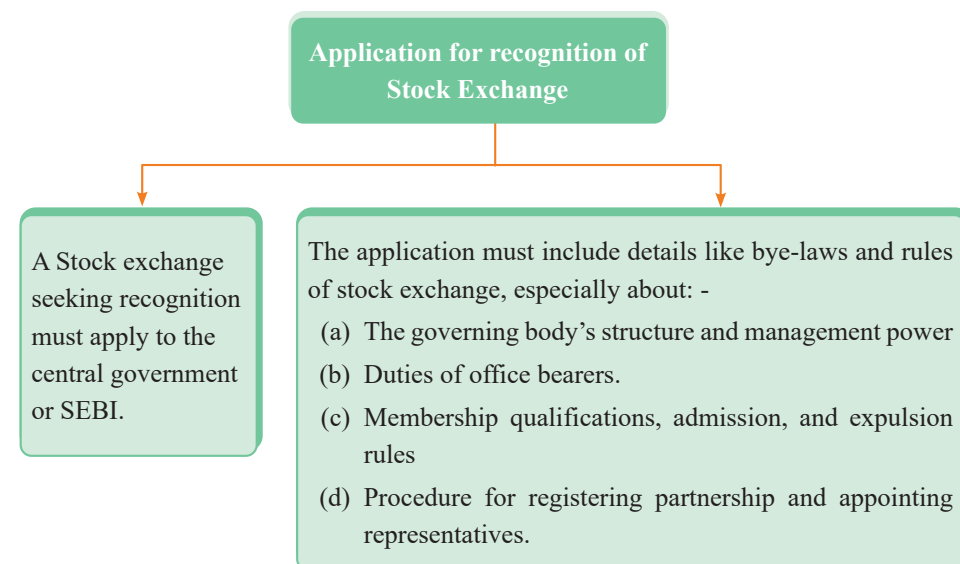 Application for recognition of
Stock Exchange
A Stock exchange
seeking recognition
must apply to the
central government
or SEBI.
The application must include details like bye-laws and rules
of stock exchange, especially about: -
(a) The governing body’s structure and management power
(b) Duties of office bearers.
(c) Membership qualifications, admission, and expulsion
rules
(d) Procedure for registering partnership and appointing
representatives.